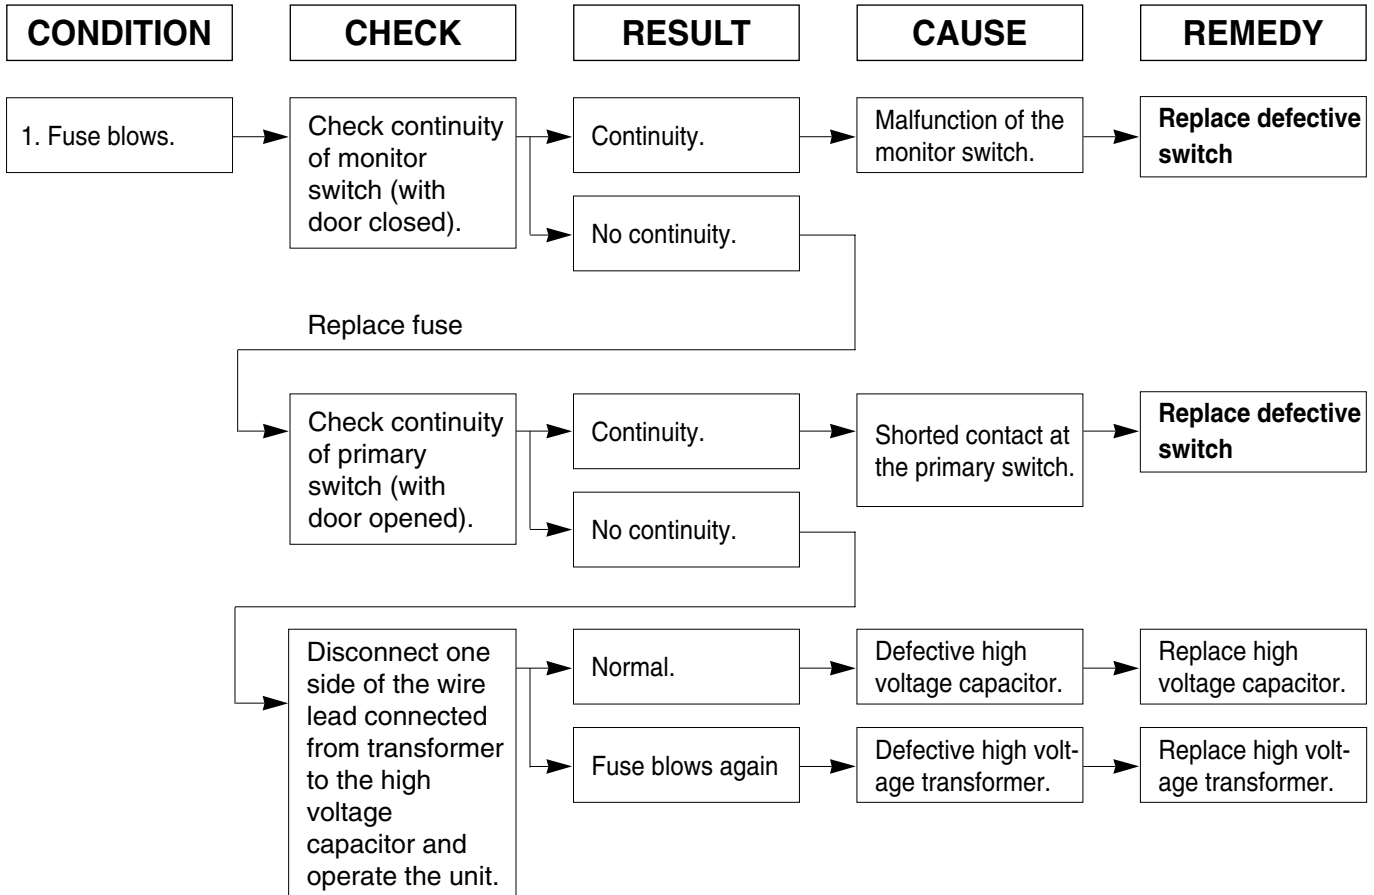 CONDITION
CHECK
RESULT
CAUSE
REMEDY
1. Fuse blows.
Check continuity
of monitor
switch (with
door closed).
Continuity.
Malfunction of the
monitor switch.
Replace defective
switch
No continuity.
Replace fuse
Check continuity
of primary
switch (with
door opened).
Continuity.
Shorted contact at
the primary switch.
Replace defective
switch
No continuity.
Disconnect one
side of the wire
lead connected
from transformer
to the high
voltage
capacitor and
operate the unit.
Normal.
Defective high
voltage capacitor.
Replace high
voltage capacitor.
Fuse blows again
Defective high volt-
age transformer.
Replace high volt-
age transformer.